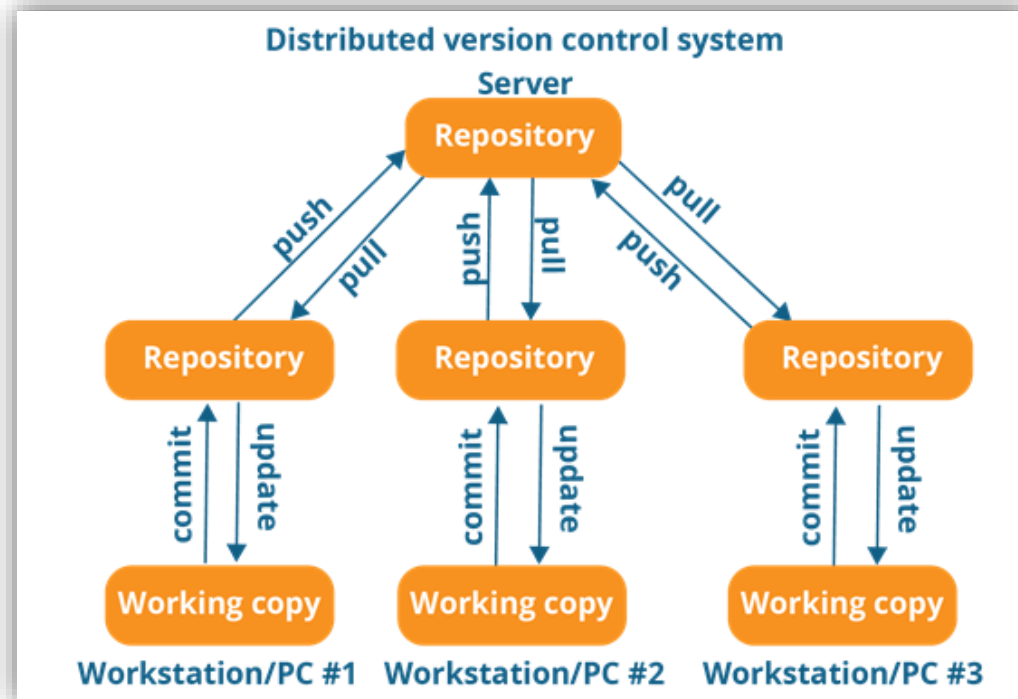 Distributed version control system
Server
Repository
push
pull
push
pull
push
pull
Repository
Repository
Repository
commit
update
commit
update
commit
update
Working copy
Working copy
Working copy
Workstation/PC #1
Workstation/PC #2
Workstation/PC #3